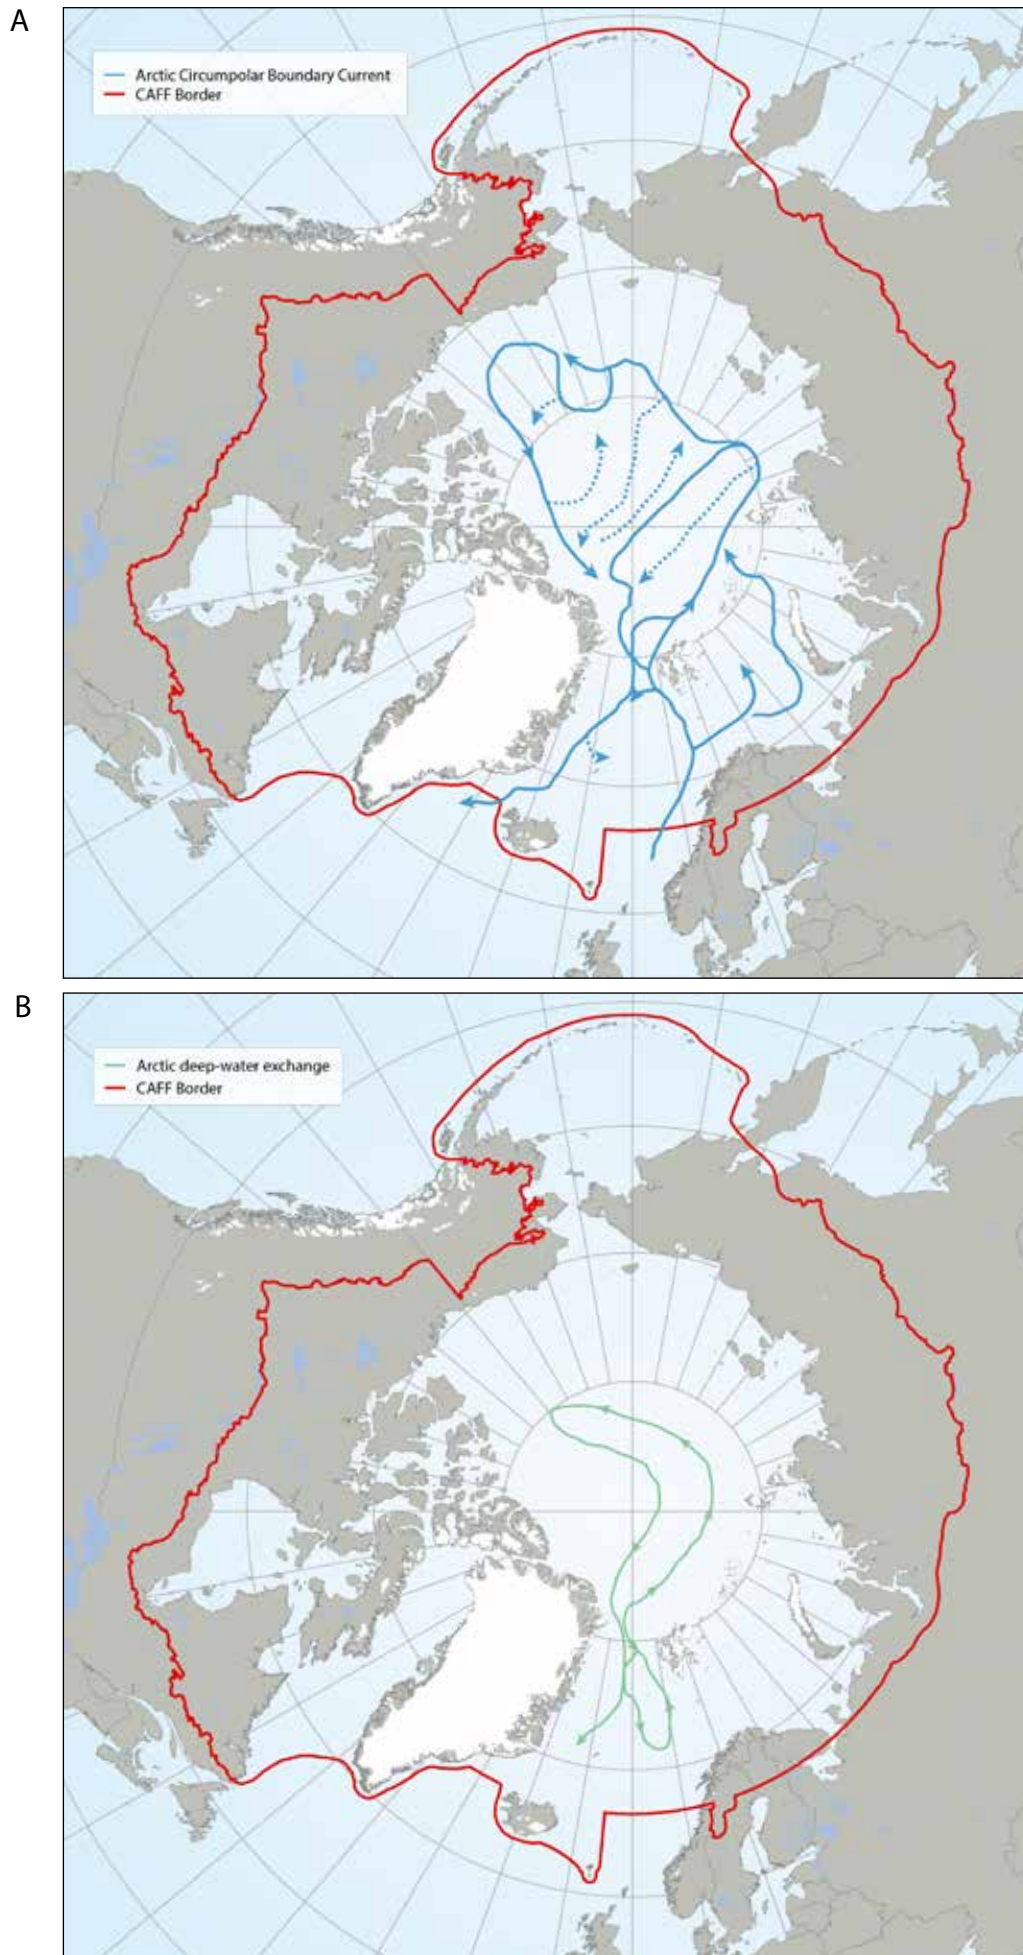 A
Arctic Circumpolar Boundary Current
CAFF Border
B
Arctic deep-water exchange
CAFF Border